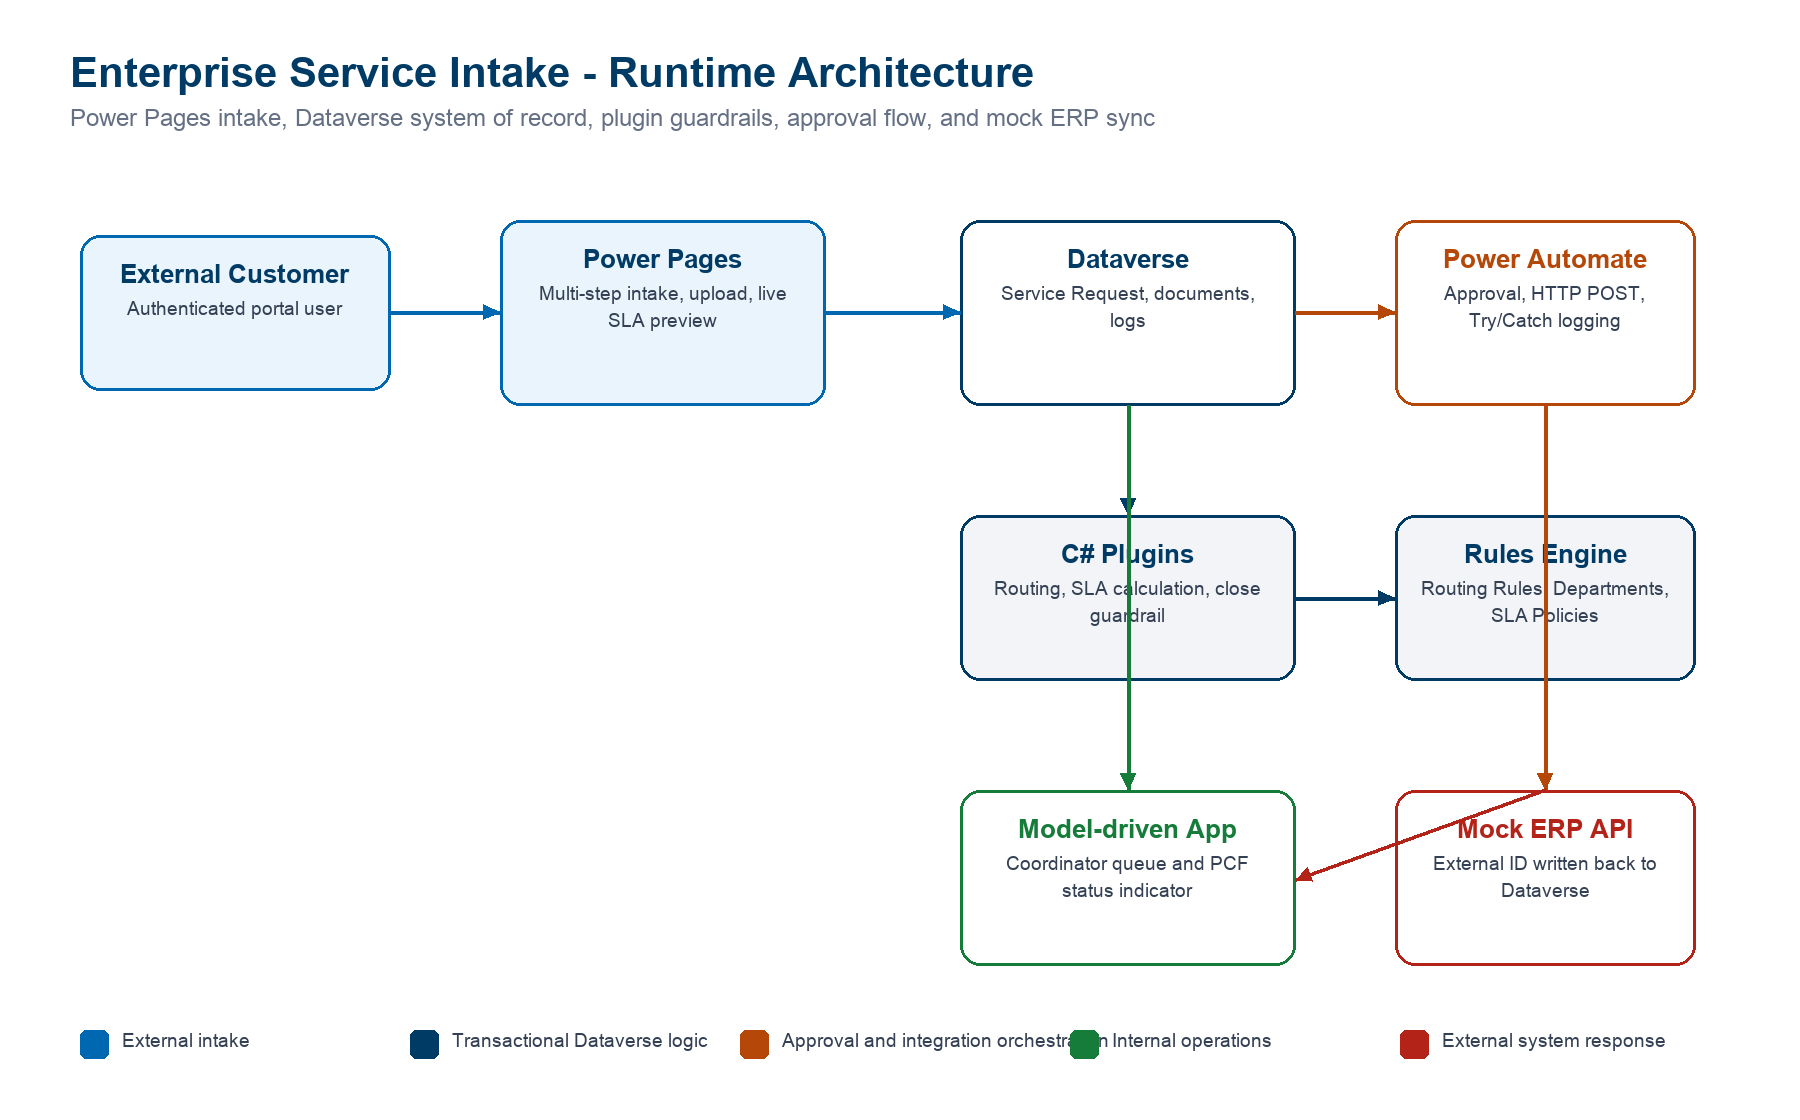 Enterprise Service Intake - Runtime Architecture
Power Pages intake, Dataverse system of record, plugin guardrails, approval flow, and mock ERP sync
External Customer
Authenticated portal user
Power Pages
Multi-step intake, upload, live
SLA preview
Dataverse
Service Request, documents,
logs
Power Automate
Approval, HTTP POST,
Try/Catch logging
C# Plugins
Routing, SLA calculation, close
guardrail
Rules Engine
Routing Rules, Departments,
SLA Policies
Model-driven App
Coordinator queue and PCF
status indicator
Mock ERP API
External ID written back to
Dataverse
External intake
Transactional Dataverse logic
Approval and integration orchestration
Internal operations
External system response